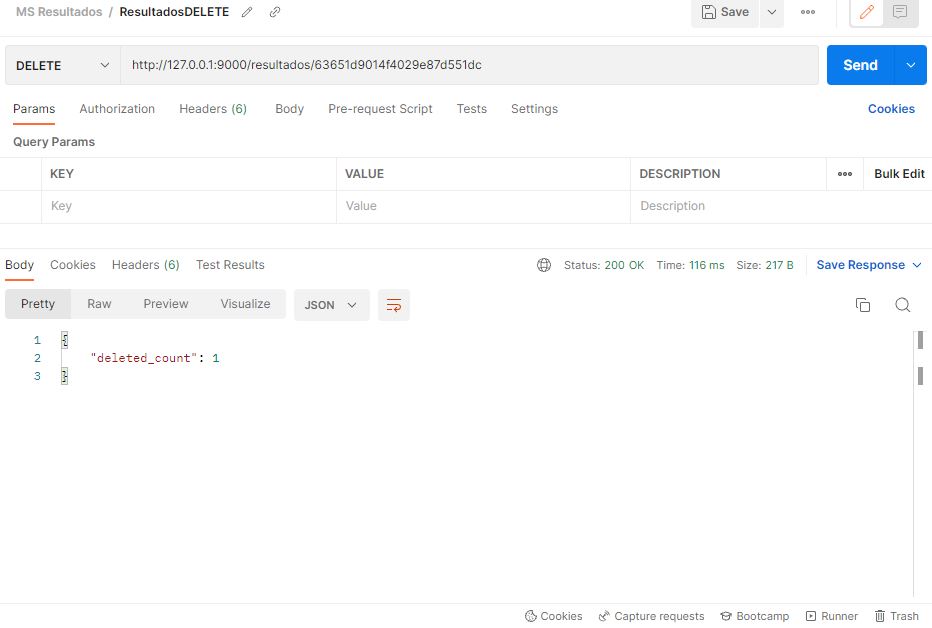 MS Resultados / ResultadosDELETE Save
DELETE http://127.0.0.1:9000/resultados/63651d9014f4029e87d551dc Send
Params Authorization Headers (6) Body Pre-request Script Tests Settings Cookies
Query Params
KEY VALUE DESCRIPTION Bulk Edit
Key Value Description
Body Cookies Headers (6) Test Results Status: 200 OK Time: 116 ms Size: 217 B Save Response
Pretty Raw Preview Visualize JSON
1 {
2 "deleted_count": 1
3 }
Cookies Capture requests Bootcamp Runner Trash